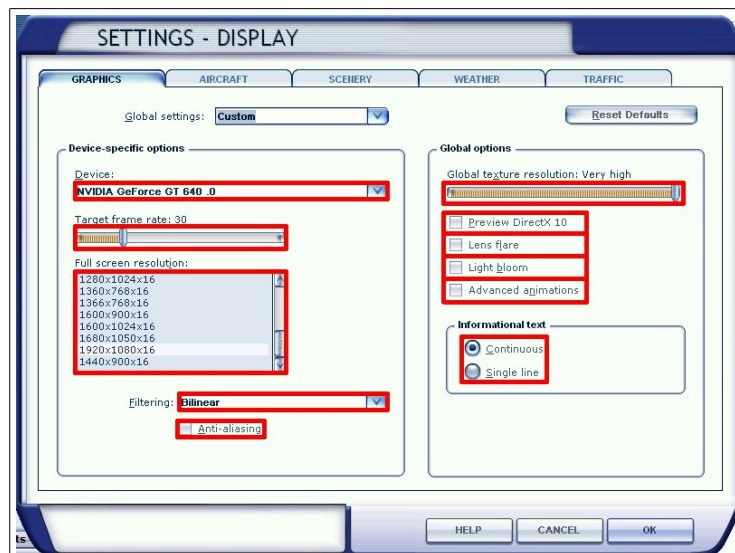 SETTINGS - DISPLAY
GRAPHICS AIRCRAFT SCENERY WEATHER TRAFFIC
Global settings: Custom
Reset Defaults
Device-specific options
Device:
NVIDIA GeForce GT 640 .0
Target frame rate: 30
Full screen resolution:
1280x1024x16
1360x768x16
1366x768x16
1600x900x16
1600x1024x16
1680x1050x16
1920x1080x16
1440x900x16
Filtering: Bilinear
Anti-aliasing
Global options
Global texture resolution: Very high
Preview DirectX 10
Lens flare
Light bloom
Advanced animations
Informational text
Continuous
Single line
ts
HELP CANCEL OK